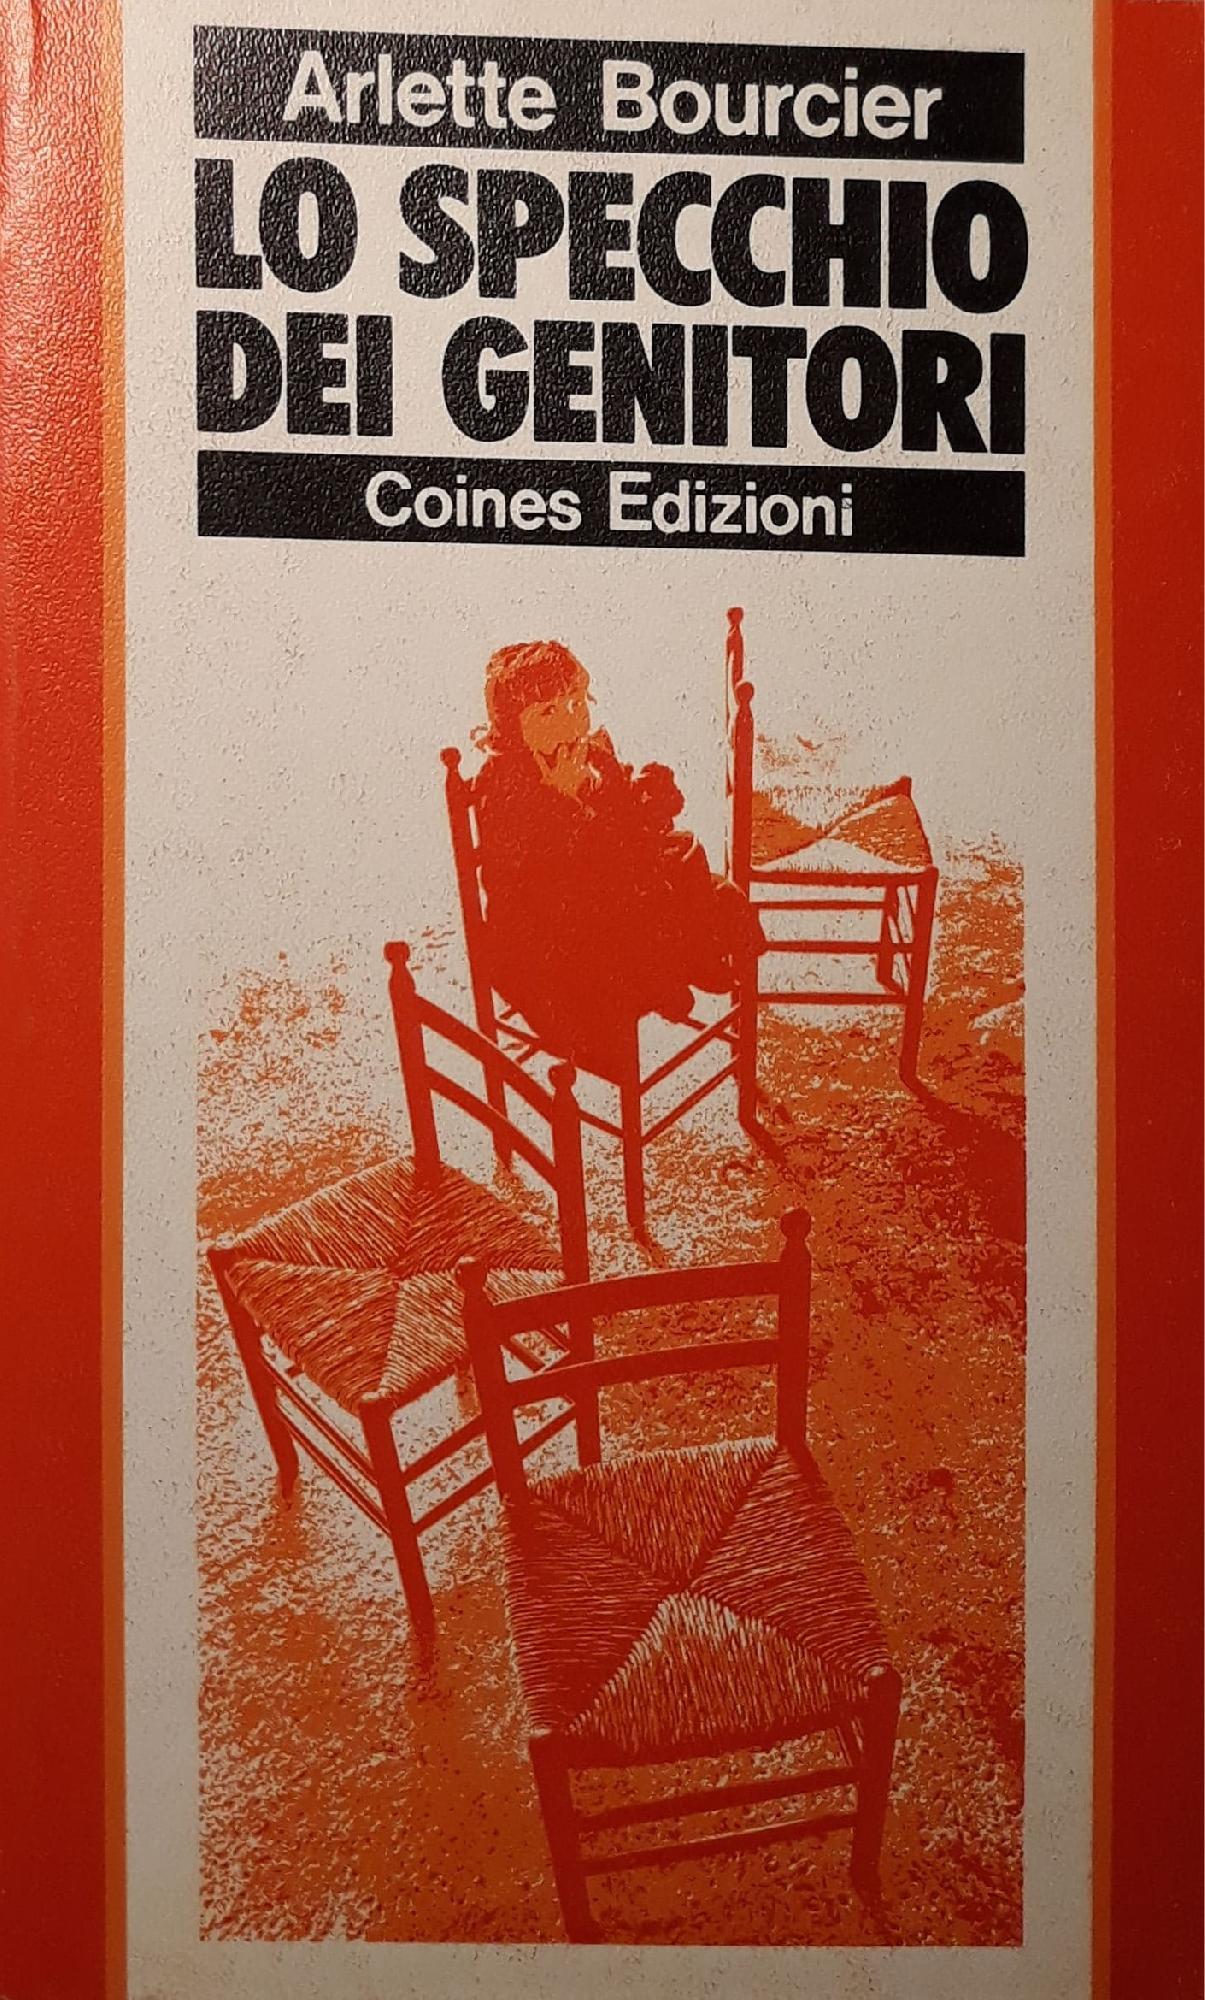 Arlette Bourcier
LO SPECCHIO
DEI GENITORI
Coines Edizioni